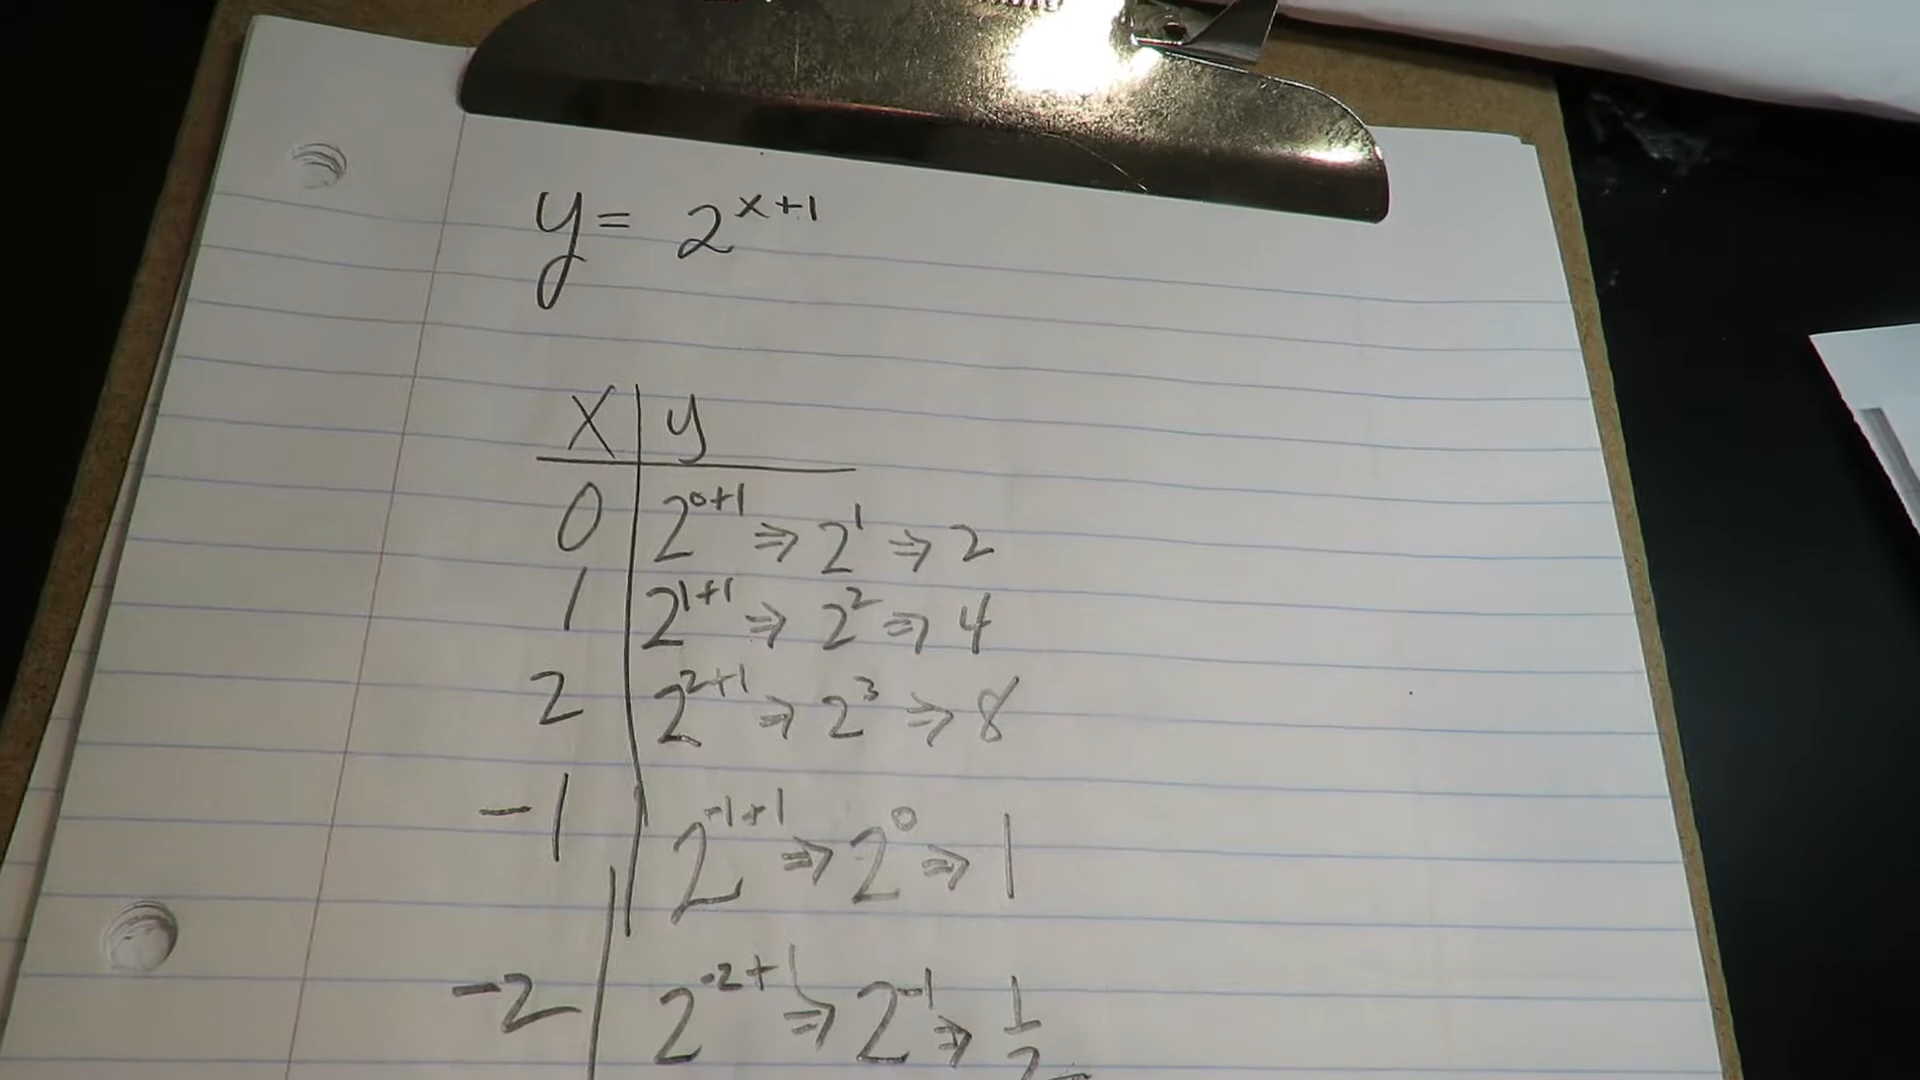 y = 2^(x+1)
x | y
0 | 2^(0+1) ⇒ 2^1 ⇒ 2
1 | 2^(1+1) ⇒ 2^2 ⇒ 4
2 | 2^(2+1) ⇒ 2^3 ⇒ 8
-1 | 2^(-1+1) ⇒ 2^0 ⇒ 1
-2 | 2^(-2+1) ⇒ 2^(-1) ⇒ 1/2